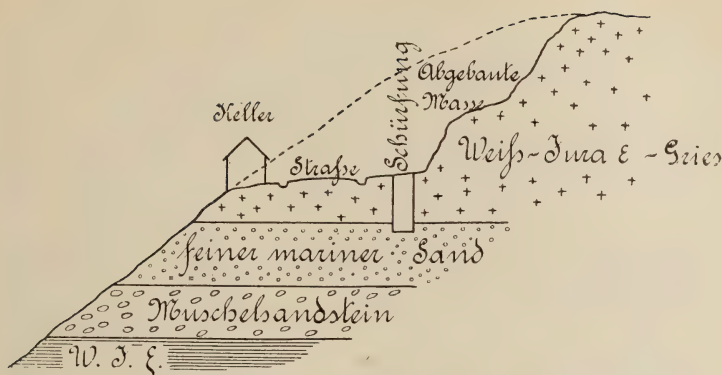 Keller
Schürfung
Abgebaute
Masse
Strasse
Weiß-Jura ε - Gries
feiner mariner Sand
Muschelsandstein
W. J. ε.